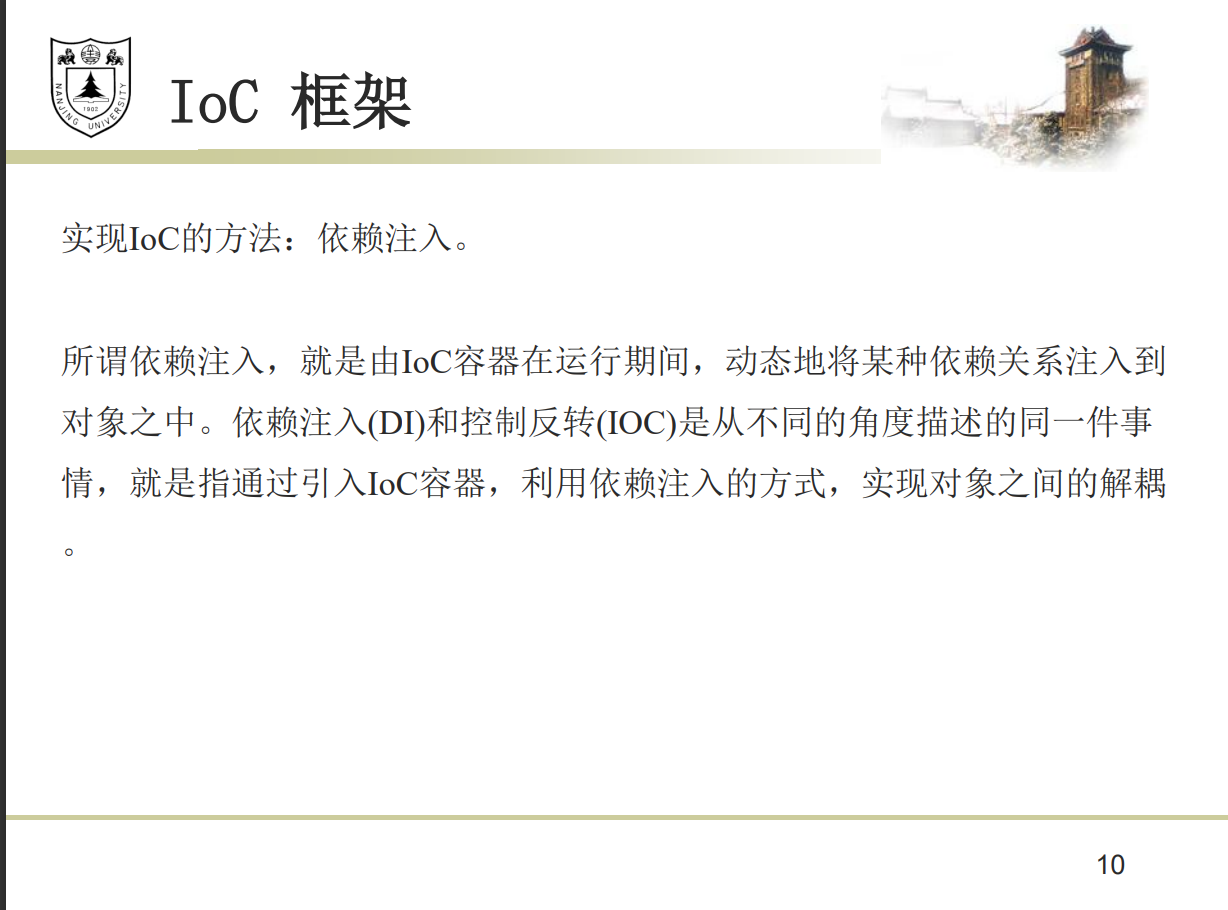 NANJING UNIVERSITY
1902
IoC 框架
实现IoC的方法：依赖注入。
所谓依赖注入，就是由IoC容器在运行期间，动态地将某种依赖关系注入到
对象之中。依赖注入(DI)和控制反转(IOC)是从不同的角度描述的同一件事
情，就是指通过引入IoC容器，利用依赖注入的方式，实现对象之间的解耦
。
10